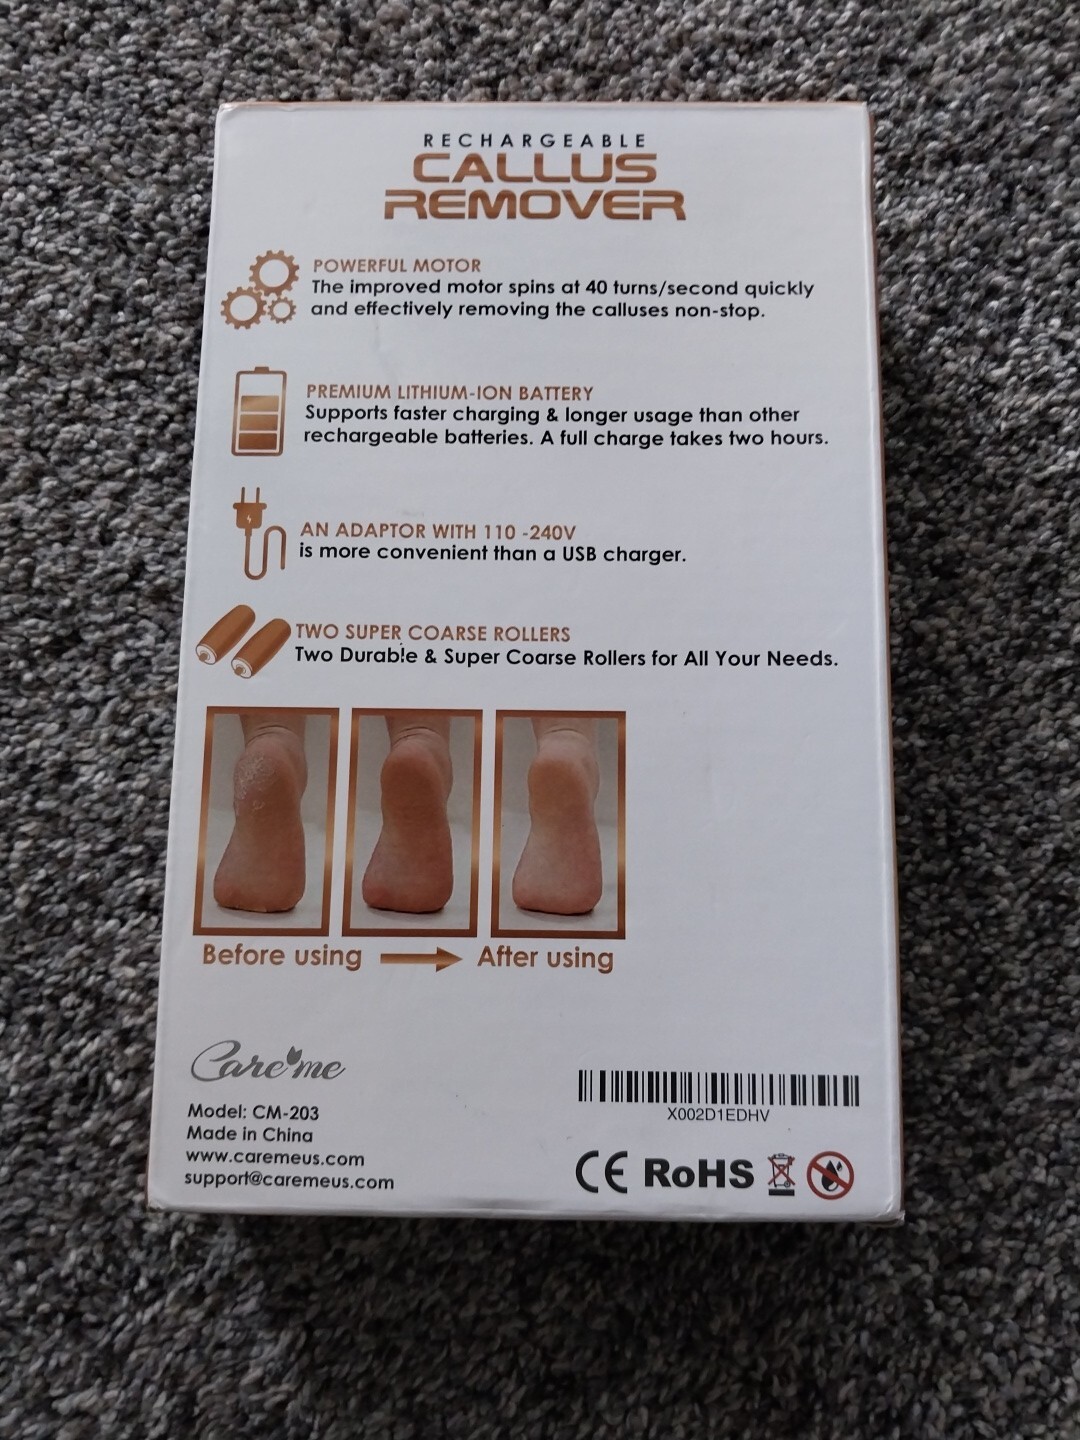 RECHARGEABLE
CALLUS
REMOVER
POWERFUL MOTOR
The improved motor spins at 40 turns/second quickly
and effectively removing the calluses non-stop.
PREMIUM LITHIUM-ION BATTERY
Supports faster charging & longer usage than other
rechargeable batteries. A full charge takes two hours.
AN ADAPTOR WITH 110 -240V
is more convenient than a USB charger.
TWO SUPER COARSE ROLLERS
Two Durable & Super Coarse Rollers for All Your Needs.
Before using
After using
Care me
Model: CM-203
Made in China
www.caremeus.com
support@caremeus.com
X002D1EDHV
CE RoHS